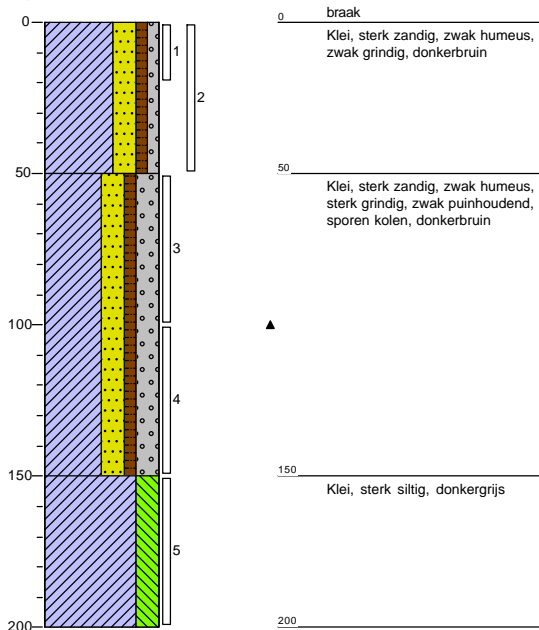 0
braak
Klei, sterk zandig, zwak humeus,
zwak grindig, donkerbruin
1
2
50
Klei, sterk zandig, zwak humeus,
sterk grindig, zwak puinhoudend,
sporen kolen, donkerbruin
3
4
150
Klei, sterk siltig, donkergrijs
5
200
0
50
100
150
200